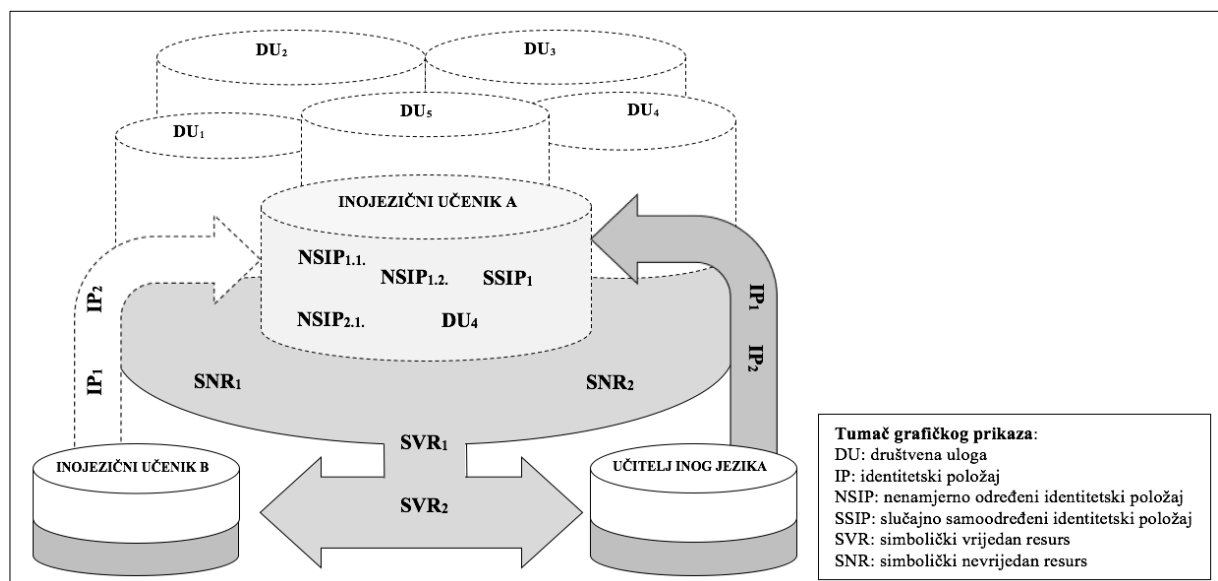 DU₂
DU₃
DU₁
DU₅
DU₄
INOJEZIČNI UČENIK A
NSIP₁.₁.
NSIP₁.₂.
SSIP₁
NSIP₂.₁.
DU₄
IP₂
IP₁
IP₁
IP₂
SNR₁
SNR₂
SVR₁
SVR₂
INOJEZIČNI UČENIK B
UČITELJ INOG JEZIKA
Tumač grafičkog prikaza:
DU: društvena uloga
IP: identitetski položaj
NSIP: nenamjerno određeni identitetski položaj
SSIP: slučajno samoodređeni identitetski položaj
SVR: simbolički vrijedan resurs
SNR: simbolički nevrijedan resurs